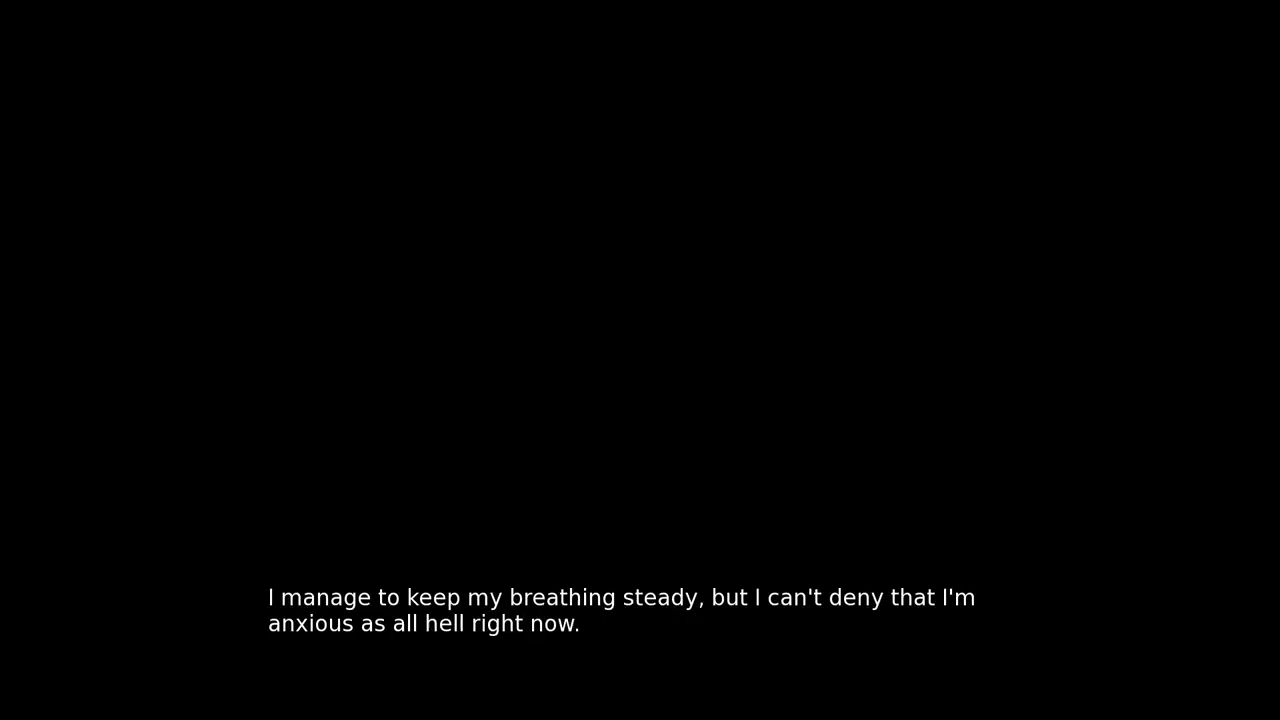 I manage to keep my breathing steady, but I can't deny that I'm
anxious as all hell right now.